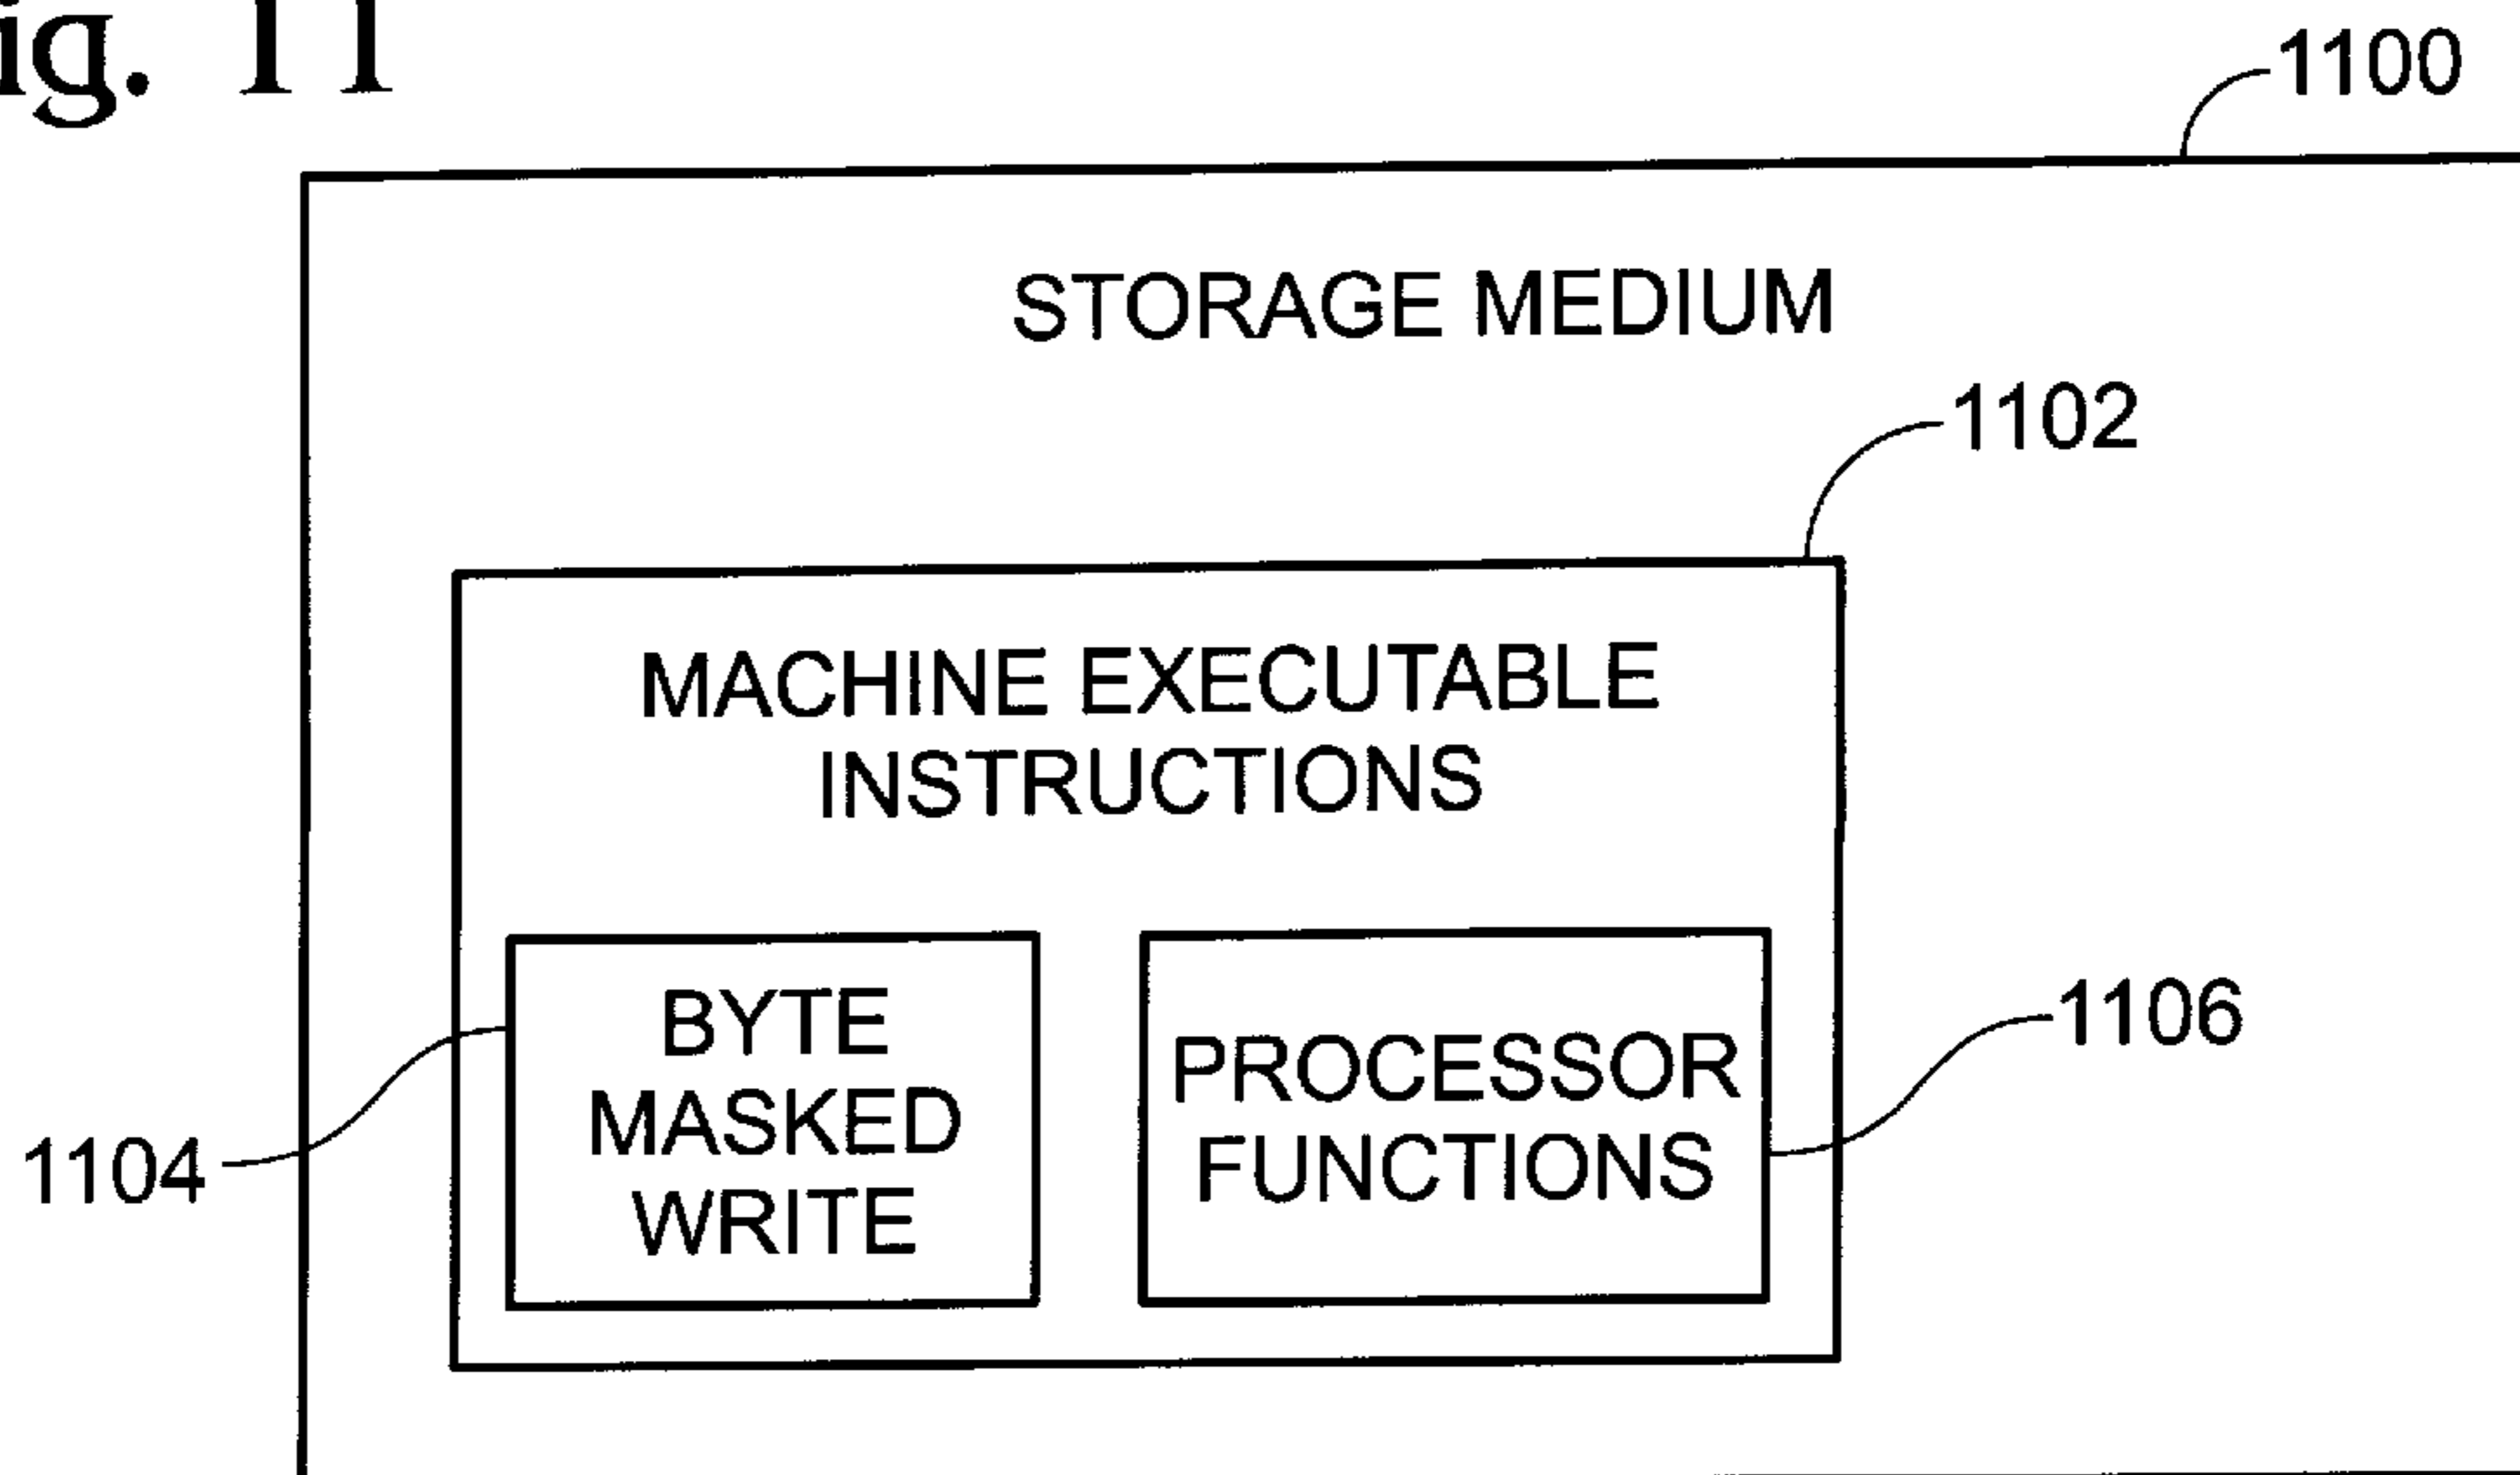 ig. 11
1100
STORAGE MEDIUM
1102
MACHINE EXECUTABLE
INSTRUCTIONS
BYTE
MASKED
WRITE
PROCESSOR
FUNCTIONS
1106
1104